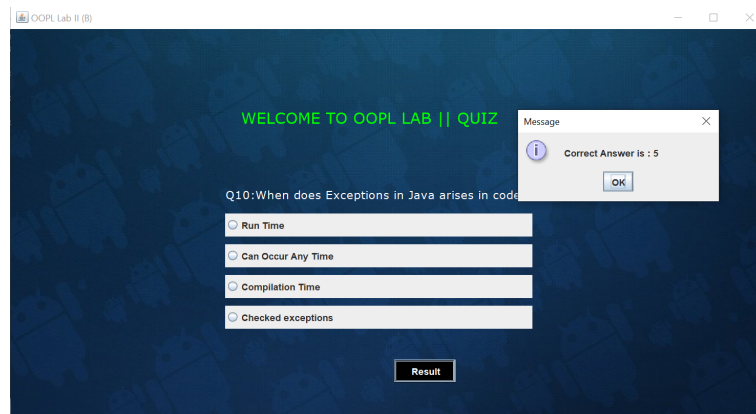 OOPL Lab II (B)
WELCOME TO OOPL LAB || QUIZ
Message
Correct Answer is : 5
OK
Q10:When does Exceptions in Java arises in code
Run Time
Can Occur Any Time
Compilation Time
Checked exceptions
Result